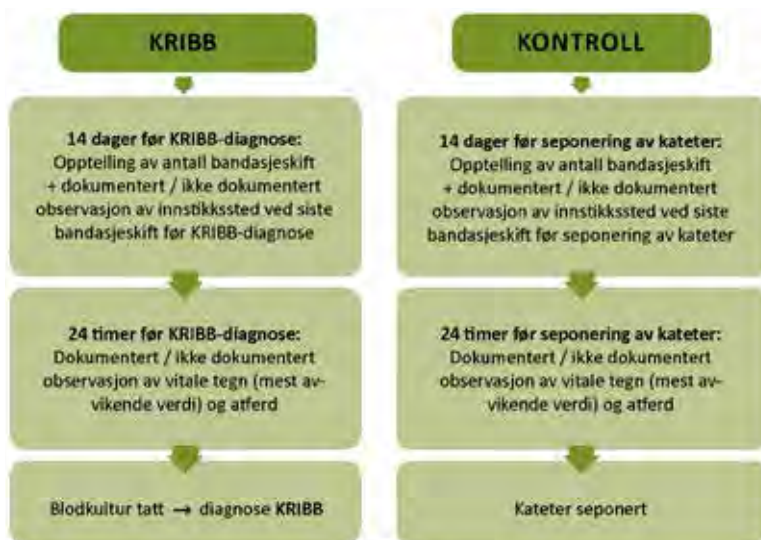 KRIBB
14 dager før KRIBB-diagnose:
Opptelling av antall bandasjeskift
+ dokumentert / ikke dokumentert
observasjon av innstikkssted ved siste
bandasjeskift før KRIBB-diagnose
24 timer før KRIBB-diagnose:
Dokumentert / ikke dokumentert
observasjon av vitale tegn (mest av-
vikende verdi) og atferd
Blodkultur tatt → diagnose KRIBB
KONTROLL
14 dager før seponering av kateter:
Opptelling av antall bandasjeskift
+ dokumentert / ikke dokumentert
observasjon av innstikkssted ved siste
bandasjeskift før seponering av kateter
24 timer før seponering av kateter:
Dokumentert / ikke dokumentert
observasjon av vitale tegn (mest av-
vikende verdi) og atferd
Kateter seponert